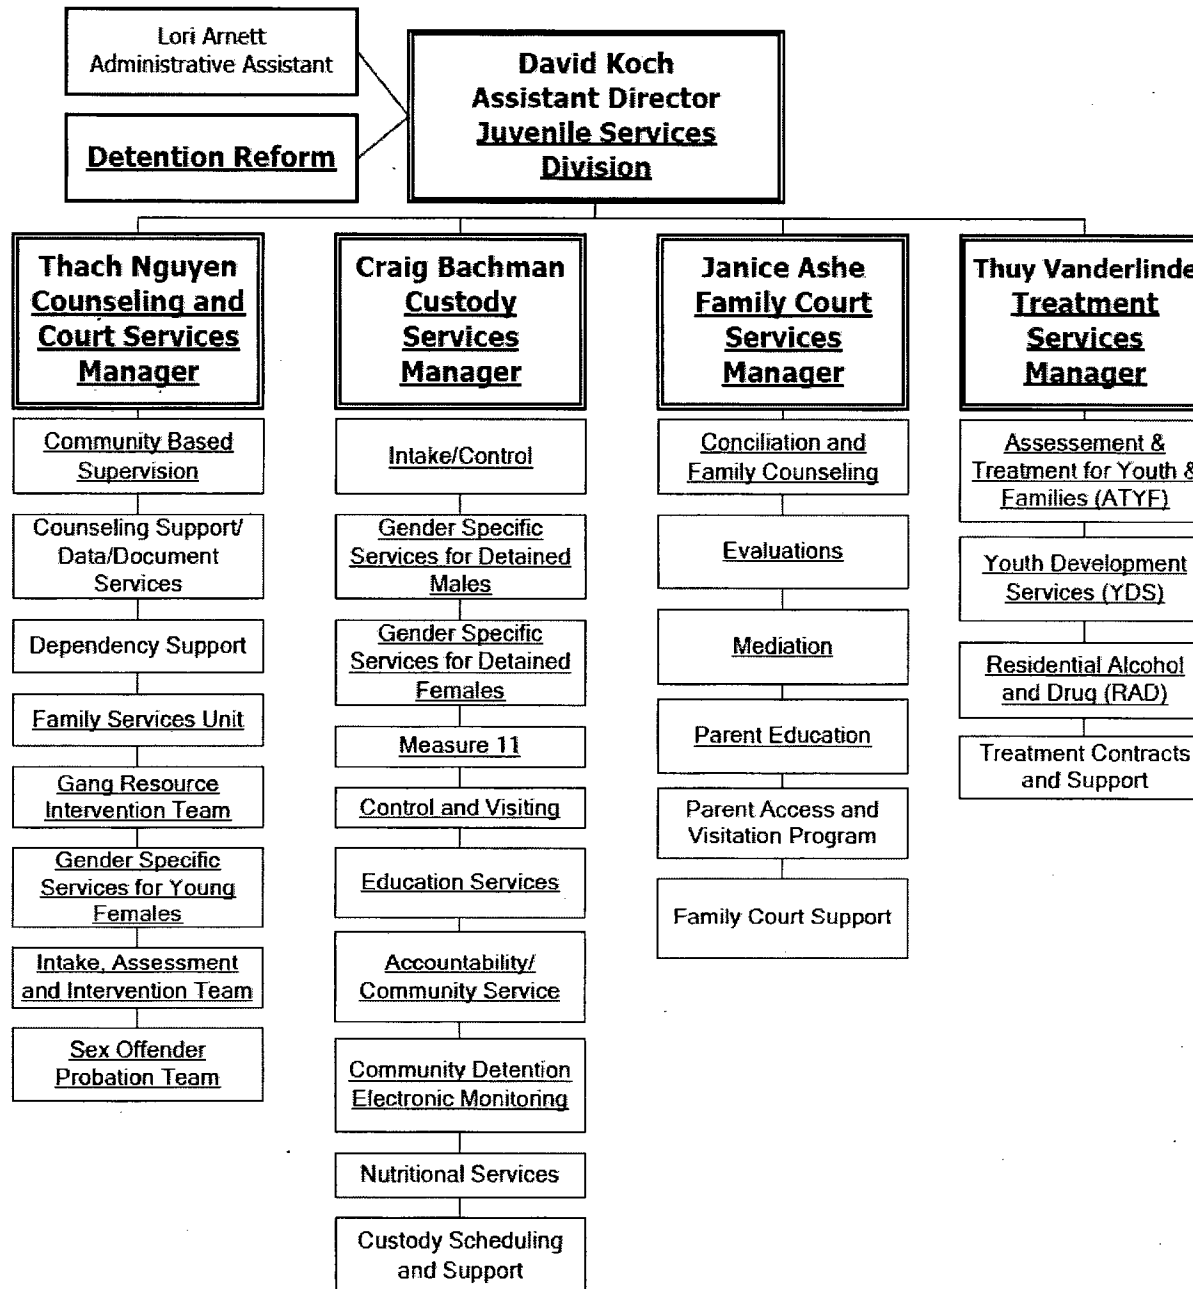 Lori Arnett
Administrative Assistant
Detention Reform
David Koch
Assistant Director
Juvenile Services
Division
Thach Nguyen
Counseling and
Court Services
Manager
Community Based
Supervision
Counseling Support/
Data/Document
Services
Dependency Support
Family Services Unit
Gang Resource
Intervention Team
Gender Specific
Services for Young
Females
Intake, Assessment
and Intervention Team
Sex Offender
Probation Team
Craig Bachman
Custody
Services
Manager
Intake/Control
Gender Specific
Services for Detained
Males
Gender Specific
Services for Detained
Females
Measure 11
Control and Visiting
Education Services
Accountability/
Community Service
Community Detention
Electronic Monitoring
Nutritional Services
Custody Scheduling
and Support
Janice Ashe
Family Court
Services
Manager
Conciliation and
Family Counseling
Evaluations
Mediation
Parent Education
Parent Access and
Visitation Program
Family Court Support
Thuy Vanderlinde
Treatment
Services
Manager
Assessement &
Treatment for Youth &
Families (ATYF)
Youth Development
Services (YDS)
Residential Alcohol
and Drug (RAD)
Treatment Contracts
and Support